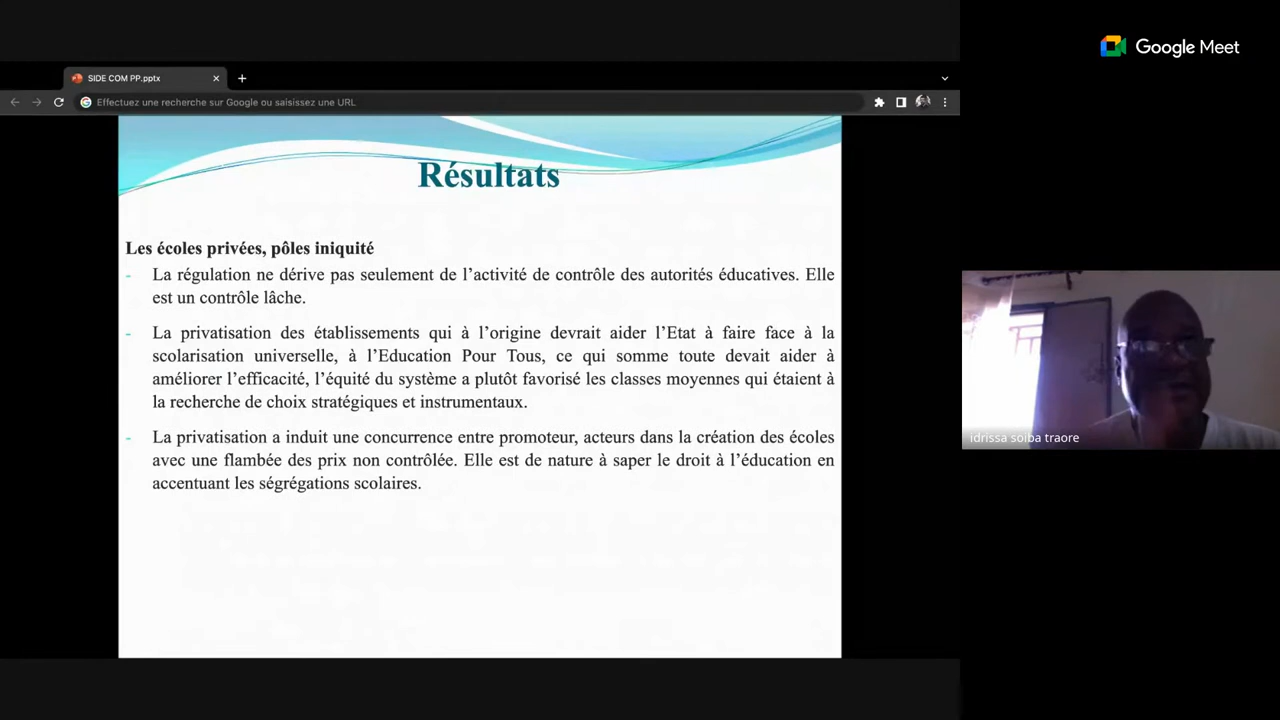 Google Meet
SIDE COM PP.pptx
Effectuez une recherche sur Google ou saisissez une URL
Résultats
Les écoles privées, pôles iniquité
- La régulation ne dérive pas seulement de l’activité de contrôle des autorités éducatives. Elle
est un contrôle lâche.
- La privatisation des établissements qui à l’origine devrait aider l’Etat à faire face à la
scolarisation universelle, à l’Education Pour Tous, ce qui somme toute devait aider à
améliorer l’efficacité, l’équité du système a plutôt favorisé les classes moyennes qui étaient à
la recherche de choix stratégiques et instrumentaux.
- La privatisation a induit une concurrence entre promoteur, acteurs dans la création des écoles
avec une flambée des prix non contrôlée. Elle est de nature à saper le droit à l’éducation en
accentuant les ségrégations scolaires.
idrissa soiba traore